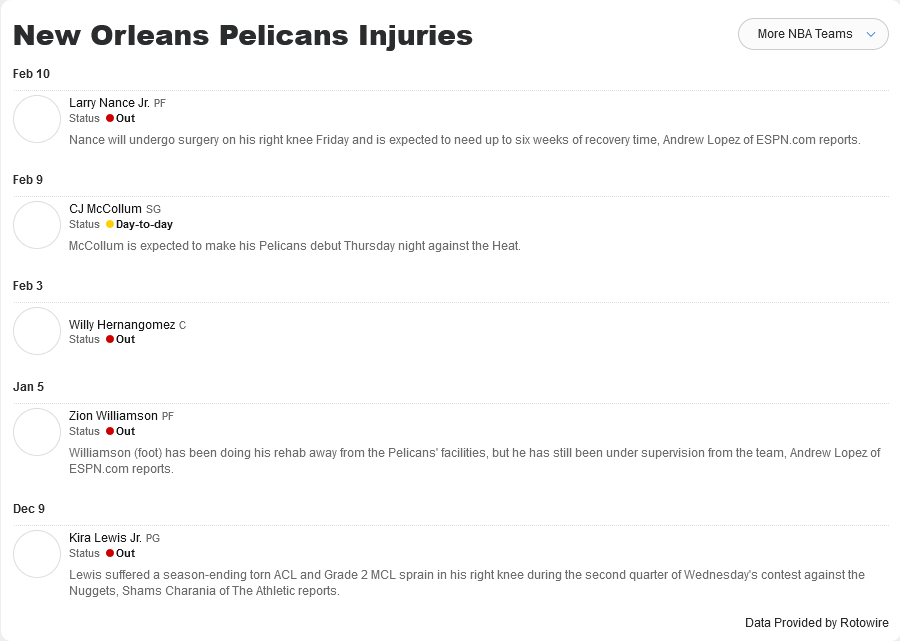 New Orleans Pelicans Injuries
More NBA Teams
Feb 10
Larry Nance Jr. PF
Status Out
Nance will undergo surgery on his right knee Friday and is expected to need up to six weeks of recovery time, Andrew Lopez of ESPN.com reports.
Feb 9
CJ McCollum SG
Status Day-to-day
McCollum is expected to make his Pelicans debut Thursday night against the Heat.
Feb 3
Willy Hernangomez C
Status Out
Jan 5
Zion Williamson PF
Status Out
Williamson (foot) has been doing his rehab away from the Pelicans' facilities, but he has still been under supervision from the team, Andrew Lopez of
ESPN.com reports.
Dec 9
Kira Lewis Jr. PG
Status Out
Lewis suffered a season-ending torn ACL and Grade 2 MCL sprain in his right knee during the second quarter of Wednesday's contest against the
Nuggets, Shams Charania of The Athletic reports.
Data Provided by Rotowire